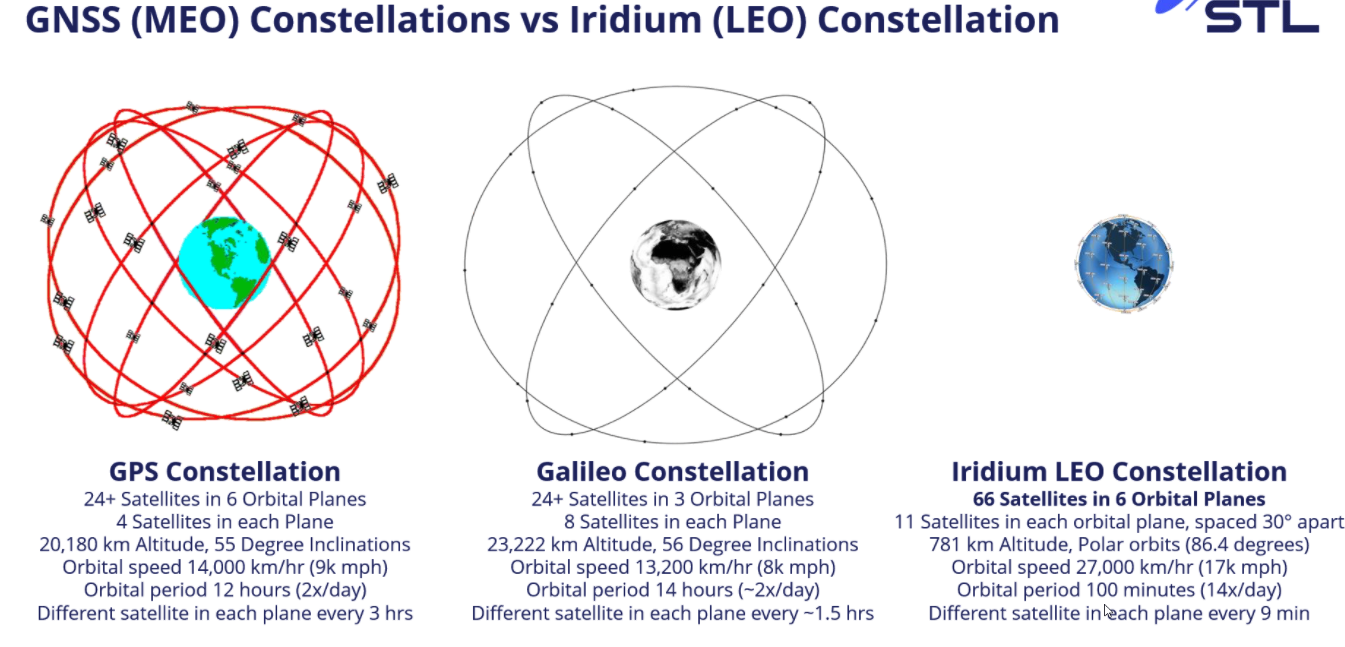 GNSS (MEO) Constellations vs Iridium (LEO) Constellation
STL
GPS Constellation
24+ Satellites in 6 Orbital Planes
4 Satellites in each Plane
20,180 km Altitude, 55 Degree Inclinations
Orbital speed 14,000 km/hr (9k mph)
Orbital period 12 hours (2x/day)
Different satellite in each plane every 3 hrs
Galileo Constellation
24+ Satellites in 3 Orbital Planes
8 Satellites in each Plane
23,222 km Altitude, 56 Degree Inclinations
Orbital speed 13,200 km/hr (8k mph)
Orbital period 14 hours (~2x/day)
Different satellite in each plane every ~1.5 hrs
Iridium LEO Constellation
66 Satellites in 6 Orbital Planes
11 Satellites in each orbital plane, spaced 30° apart
781 km Altitude, Polar orbits (86.4 degrees)
Orbital speed 27,000 km/hr (17k mph)
Orbital period 100 minutes (14x/day)
Different satellite in each plane every 9 min